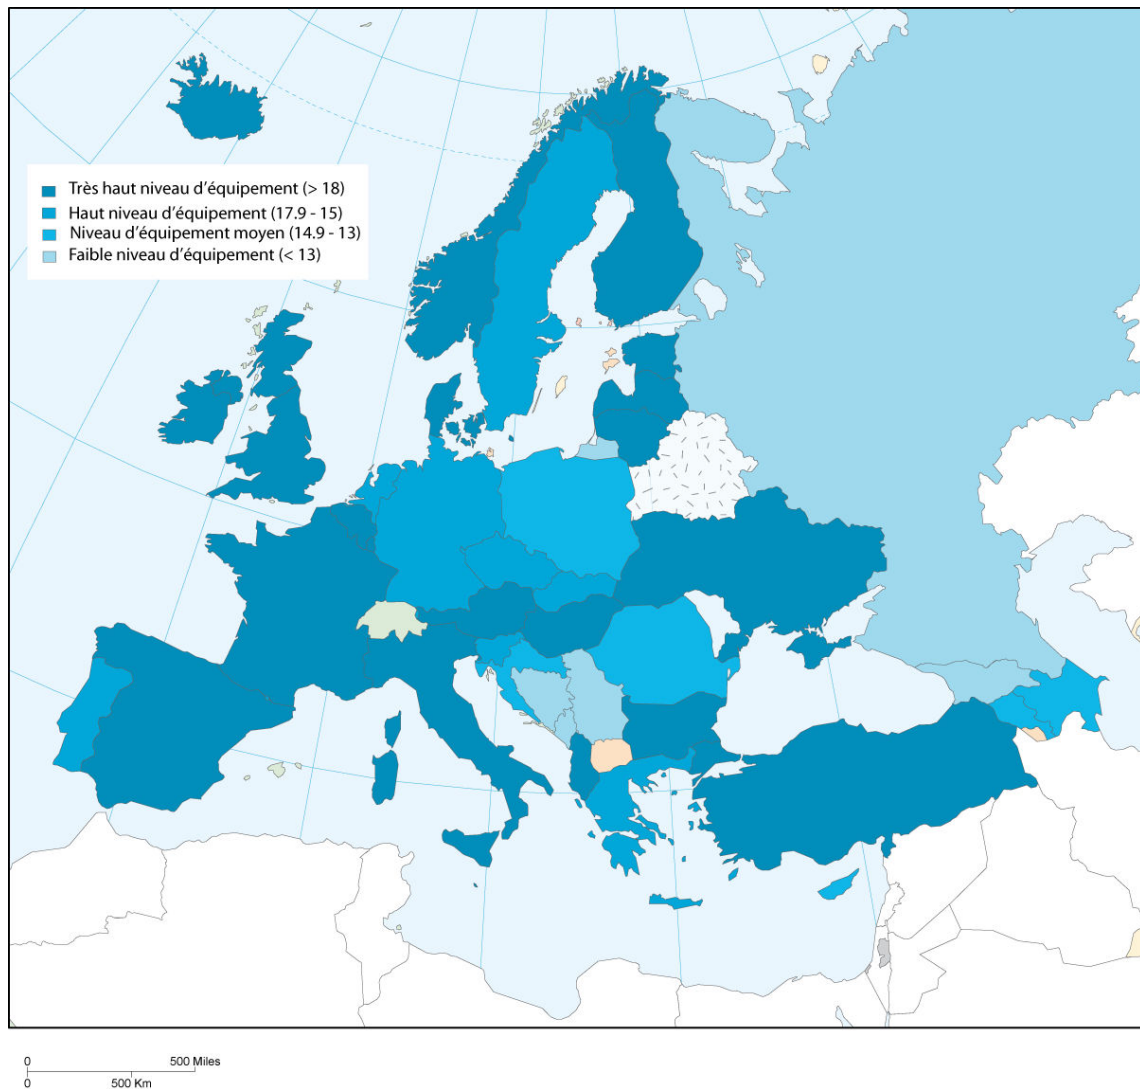 Très haut niveau d'équipement (> 18)
Haut niveau d'équipement (17.9 - 15)
Niveau d'équipement moyen (14.9 - 13)
Faible niveau d'équipement (< 13)
0 500 Miles
0 500 Km